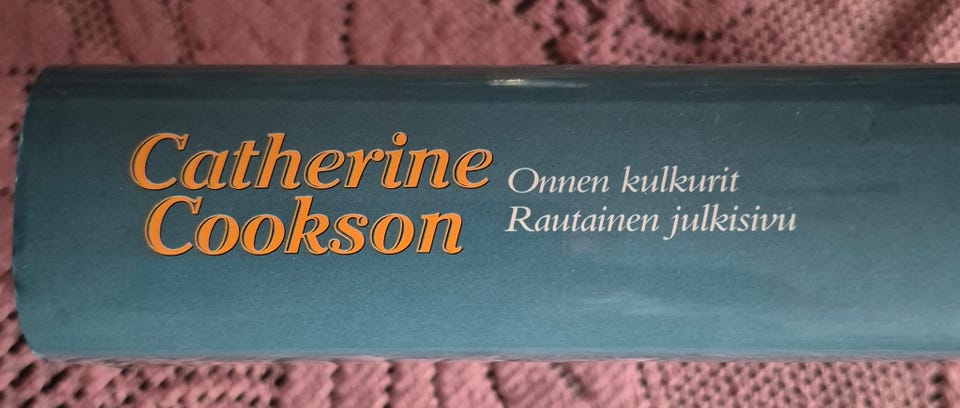 Catherine
Cookson
Onnen kulkurit
Rautainen julkisivu